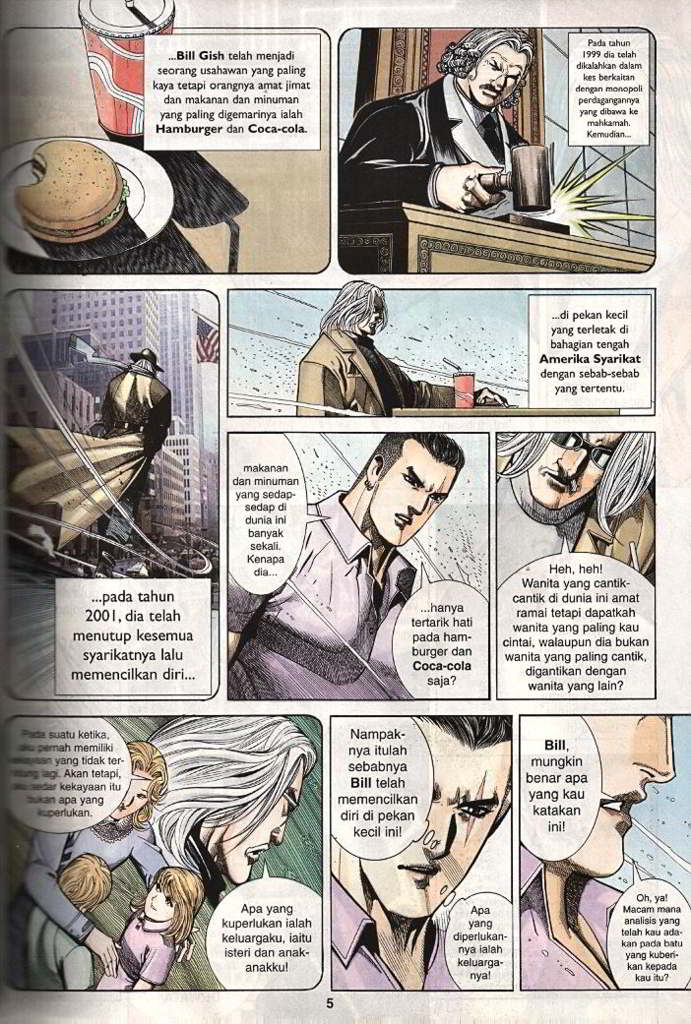 ...Bill Gish telah menjadi
seorang usahawan yang paling
kaya tetapi orangnya amat jimat
dan makanan dan minuman
yang paling digemarinya ialah
Hamburger dan Coca-cola.
Pada tahun
1999 dia telah
dikalahkan dalam
kes berkaitan
dengan monopoli
perdagangannya
yang dibawa ke
mahkamah.
Kemudian...
...pada tahun
2001, dia telah
menutup kesemua
syarikatnya lalu
memencilkan diri...
...di pekan kecil
yang terletak di
bahagian tengah
Amerika Syarikat
dengan sebab-sebab
yang tertentu.
makanan
dan minuman
yang sedap-
sedap di
dunia ini
banyak
sekali.
Kenapa
dia...
...hanya
tertarik hati
pada ham-
burger dan
Coca-cola
saja?
Heh, heh!
Wanita yang cantik-
cantik di dunia ini amat
ramai tetapi dapatkah
wanita yang paling kau
cintai, walaupun dia bukan
wanita yang paling cantik,
digantikan dengan
wanita yang lain?
Pada suatu ketika,
aku pernah memiliki
kekayaan yang tidak ter-
hitung lagi. Akan tetapi,
aku sedar kekayaan itu
bukan apa yang
kuperlukan.
Apa yang
kuperlukan ialah
keluargaku, iaitu
isteri dan anak-
anakku!
Nampak-
nya itulah
sebabnya
Bill telah
memencilkan
diri di pekan
kecil ini!
Apa
yang
diperlukan-
nya ialah
keluarga-
nya!
Bill,
mungkin
benar apa
yang kau
katakan
ini!
Oh, ya!
Macam mana
analisis yang
telah kau ada-
kan pada batu
yang kuberi-
kan kepada
kau itu?
5